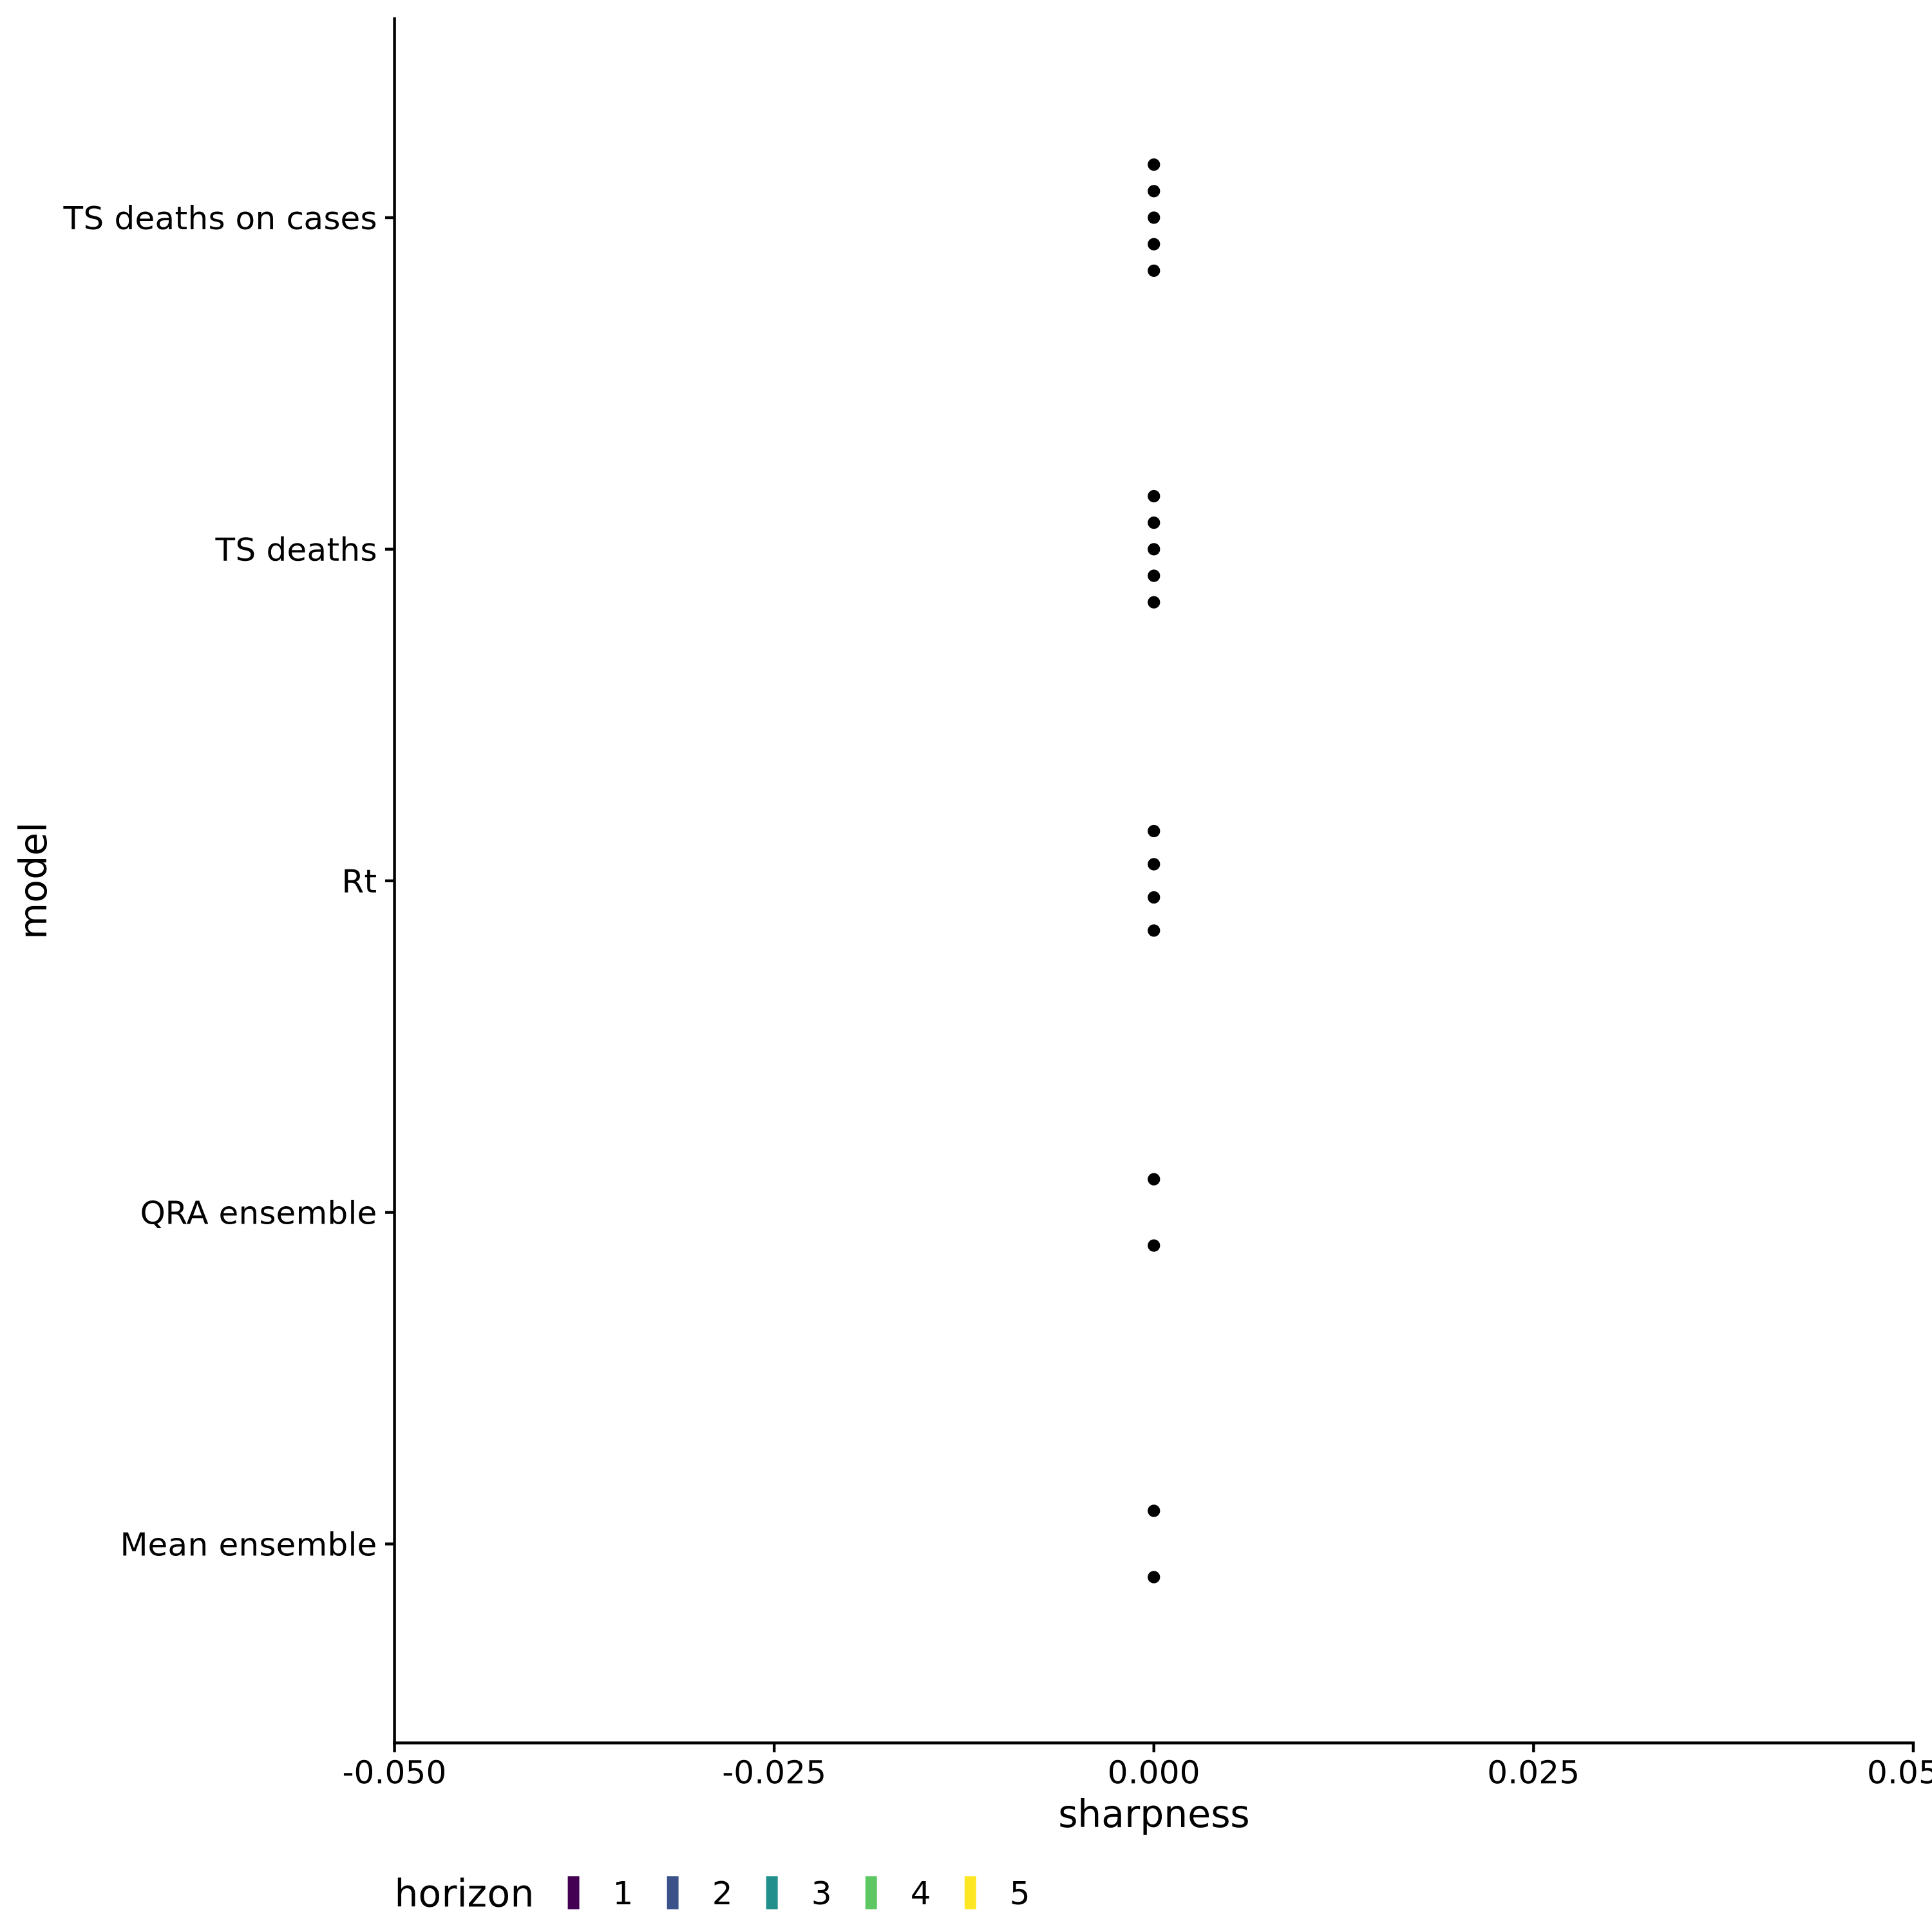 TS deaths on cases
TS deaths
Rt
QRA ensemble
Mean ensemble
model
-0.050 -0.025 0.000 0.025 0.05
sharpness
horizon 1 2 3 4 5